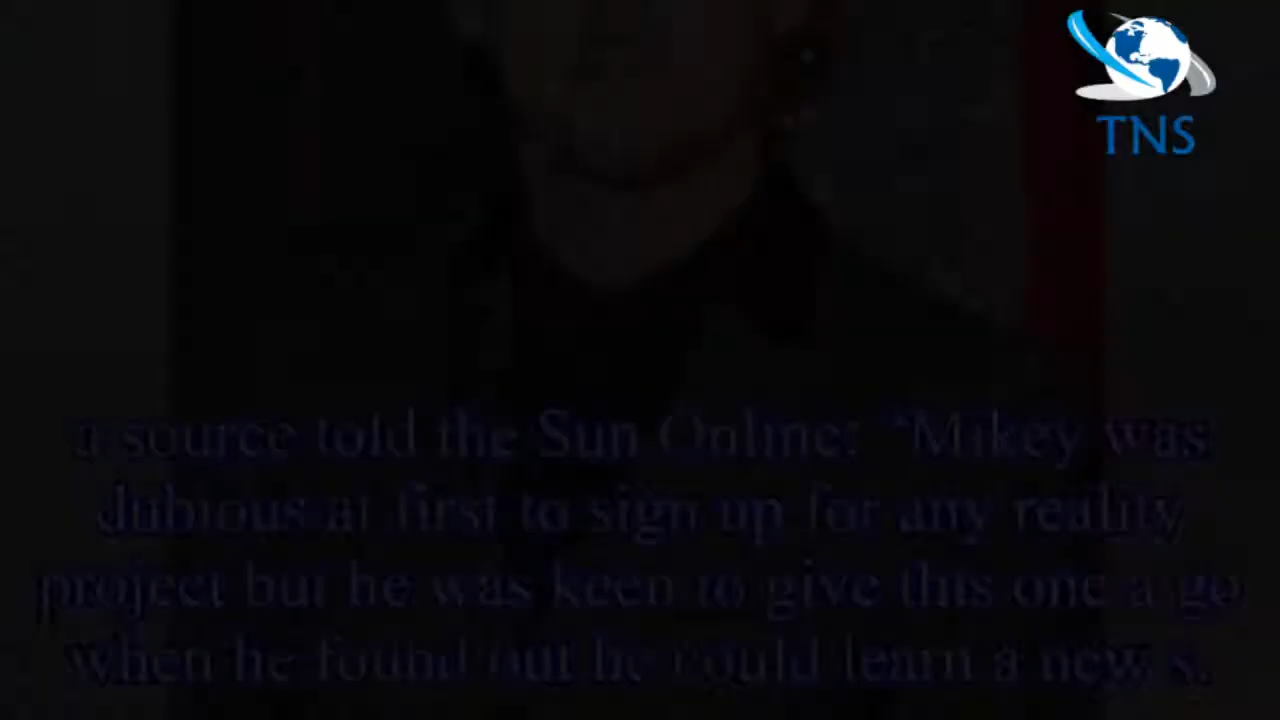 TNS
a source told the Sun Online: "Mikey was
dubious at first to sign up for any reality
project but he was keen to give this one a go
when he found out he could learn a new s.